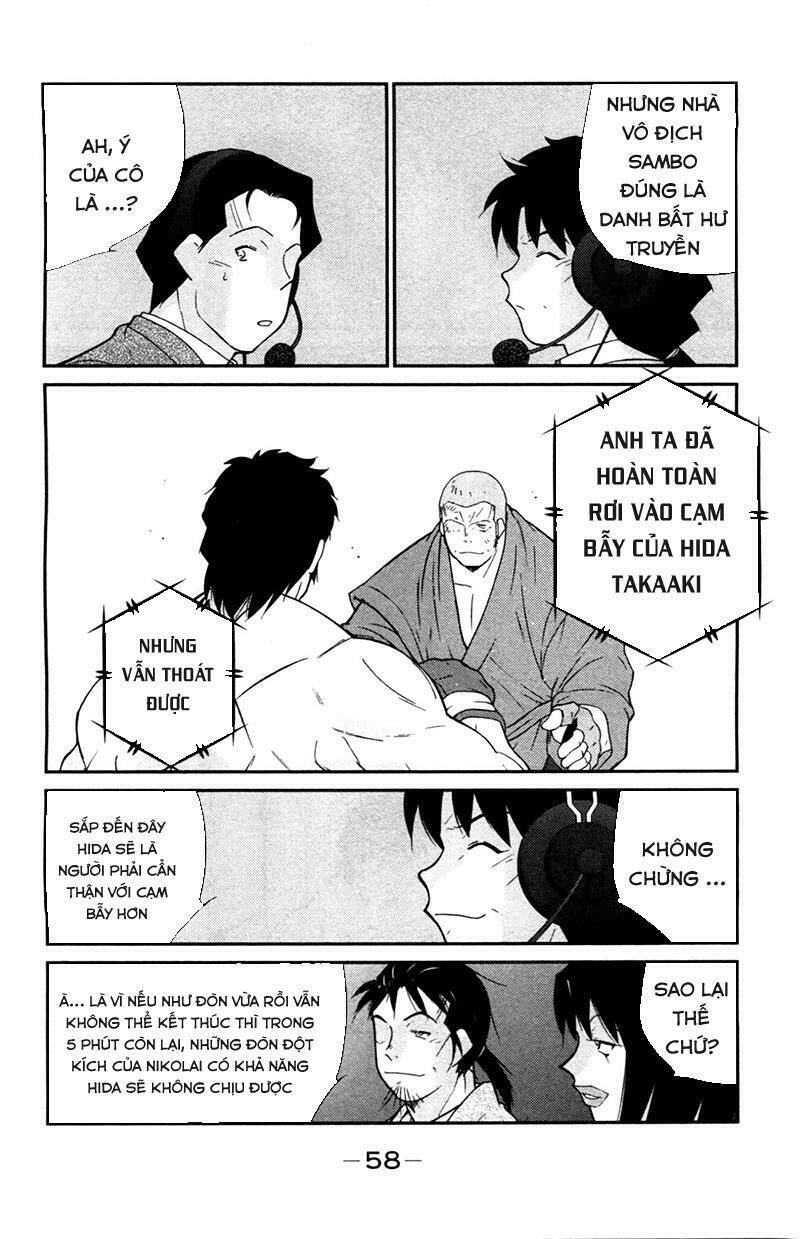 NHƯNG NHÀ
VÔ ĐỊCH
SAMBO
ĐÚNG LÀ
DANH BẤT HƯ
TRUYỀN
AH, Ý
CỦA CÔ
LÀ ...?
ANH TA ĐÃ
HOÀN TOÀN
RƠI VÀO CẠM
BẪY CỦA HIDA
TAKAAKI
NHƯNG
VẪN THOÁT
ĐƯỢC
KHÔNG
CHỪNG ...
SẮP ĐẾN ĐÂY
HIDA SẼ LÀ
NGƯỜI PHẢI CẨN
THẬN VỚI CẠM
BẪY HƠN
SAO LẠI
THẾ
CHỨ?
À... LÀ VÌ NẾU NHƯ ĐÒN VỪA RỒI VẪN
KHÔNG THỂ KẾT THÚC THÌ TRONG
5 PHÚT CÒN LẠI, NHỮNG ĐÒN ĐỘT
KÍCH CỦA NIKOLAI CÓ KHẢ NĂNG
HIDA SẼ KHÔNG CHỊU ĐƯỢC
— 58 —